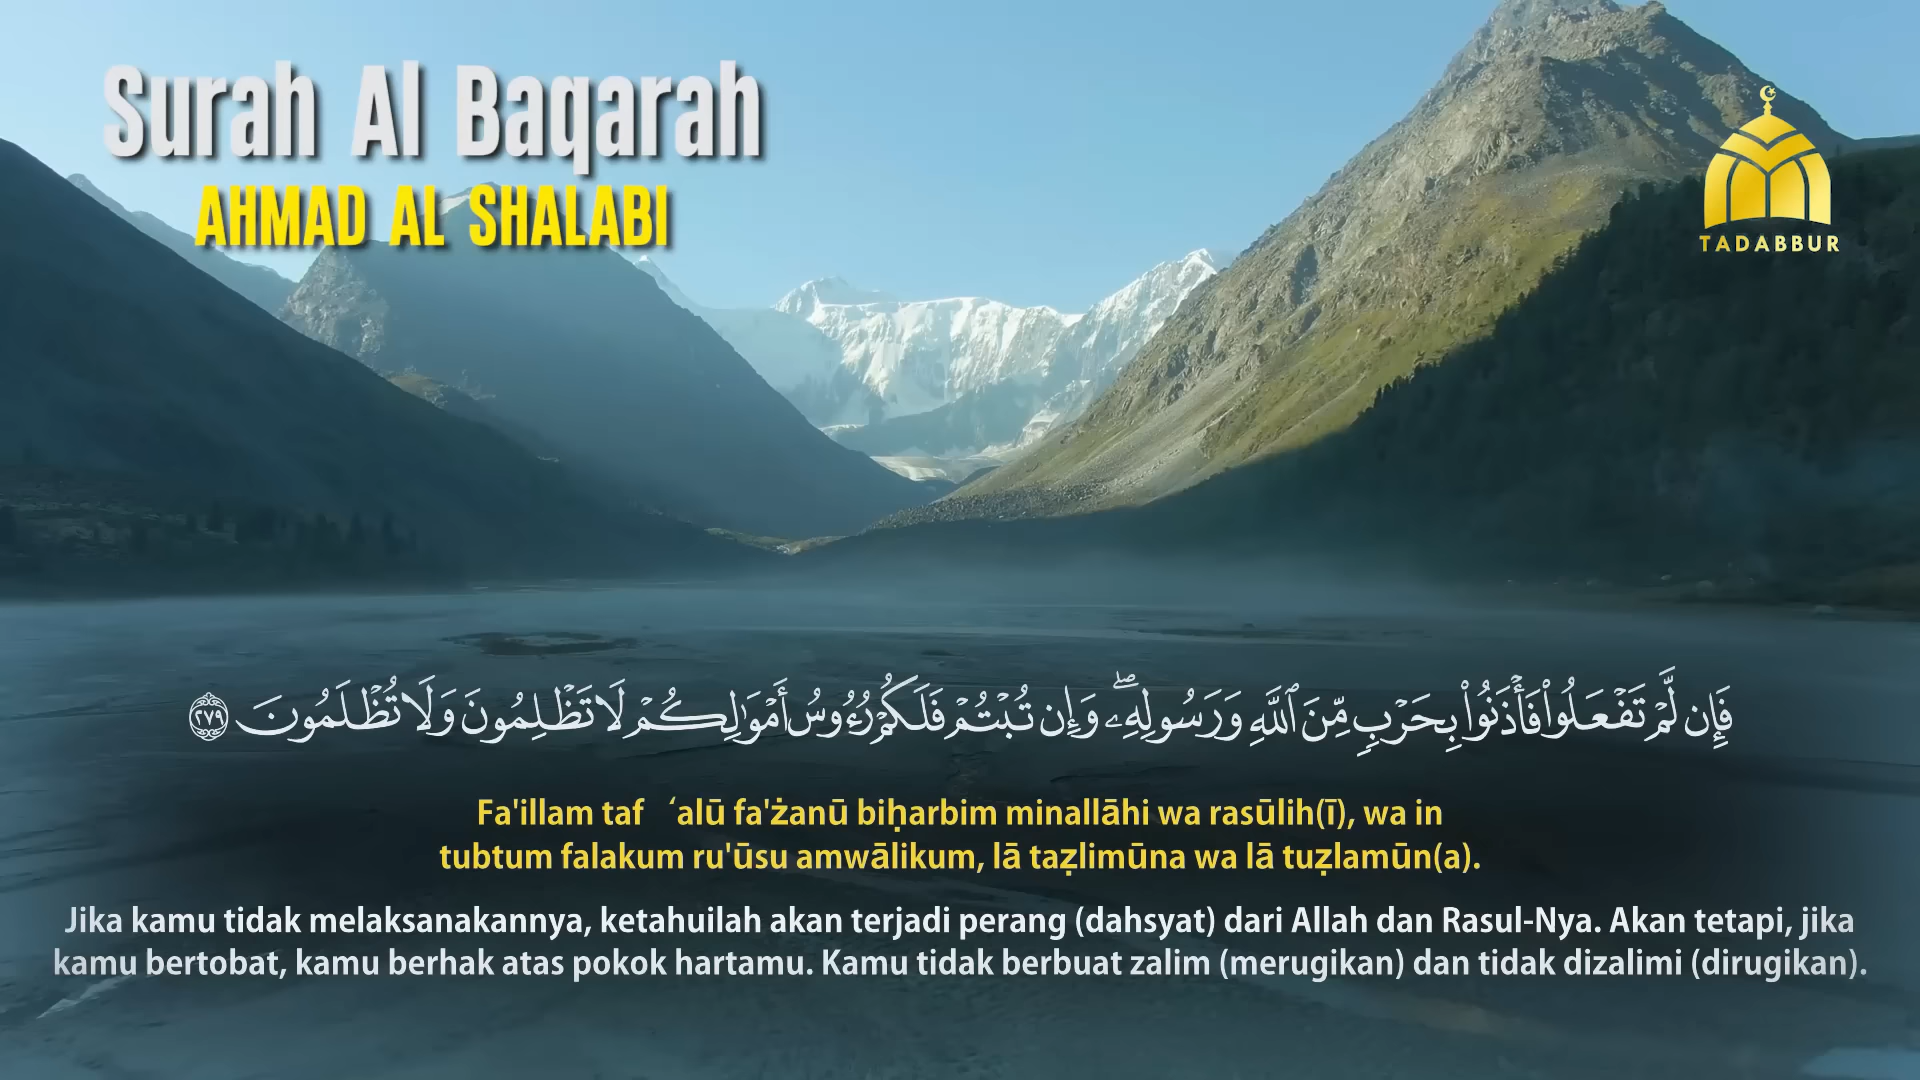 Surah Al Baqarah
AHMAD AL SHALABI
TADABBUR
فَإِن لَّمْ تَفْعَلُوا۟ فَأْذَنُوا۟ بِحَرْبٍ مِّنَ ٱللَّهِ وَرَسُولِهِۦ ۖ وَإِن تُبْتُمْ فَلَكُمْ رُءُوسُ أَمْوَٰلِكُمْ لَا تَظْلِمُونَ وَلَا تُظْلَمُونَ ٢٧٩
Fa'illam taf ‘alū fa'żanū biḥarbim minallāhi wa rasūlih(ī), wa in
tubtum falakum ru'ūsu amwālikum, lā taẓlimūna wa lā tuẓlamūn(a).
Jika kamu tidak melaksanakannya, ketahuilah akan terjadi perang (dahsyat) dari Allah dan Rasul-Nya. Akan tetapi, jika
kamu bertobat, kamu berhak atas pokok hartamu. Kamu tidak berbuat zalim (merugikan) dan tidak dizalimi (dirugikan).